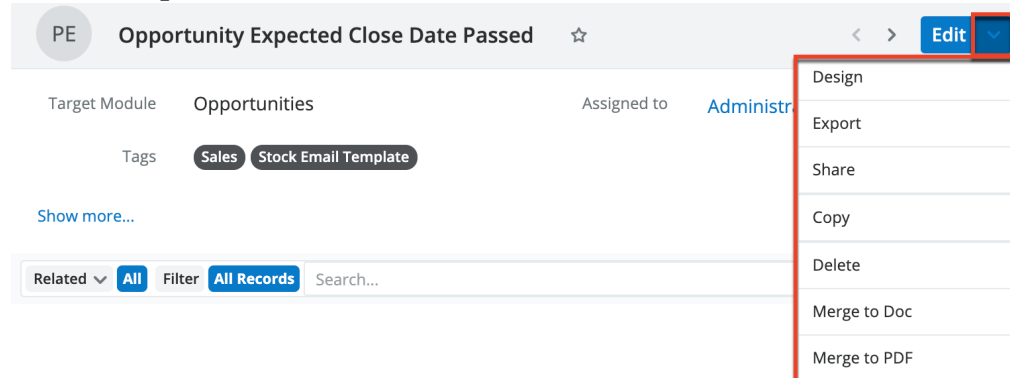 PE Opportunity Expected Close Date Passed Edit
Design
Target Module Opportunities Assigned to Administr
Export
Tags Sales Stock Email Template
Share
Show more...
Copy
Delete
Related All Filter All Records Search...
Merge to Doc
Merge to PDF